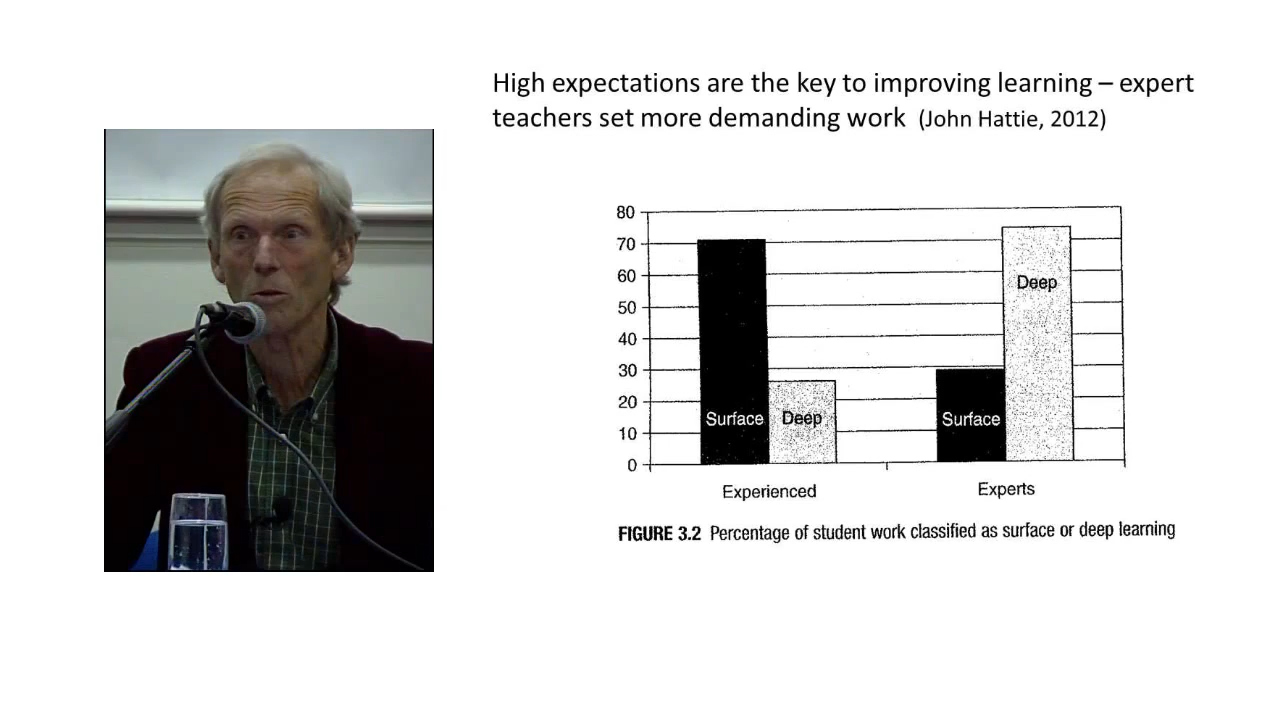 High expectations are the key to improving learning – expert
teachers set more demanding work (John Hattie, 2012)
80
70
60
50
40
30
20
10
0
Surface
Deep
Surface
Deep
Experienced
Experts
FIGURE 3.2 Percentage of student work classified as surface or deep learning